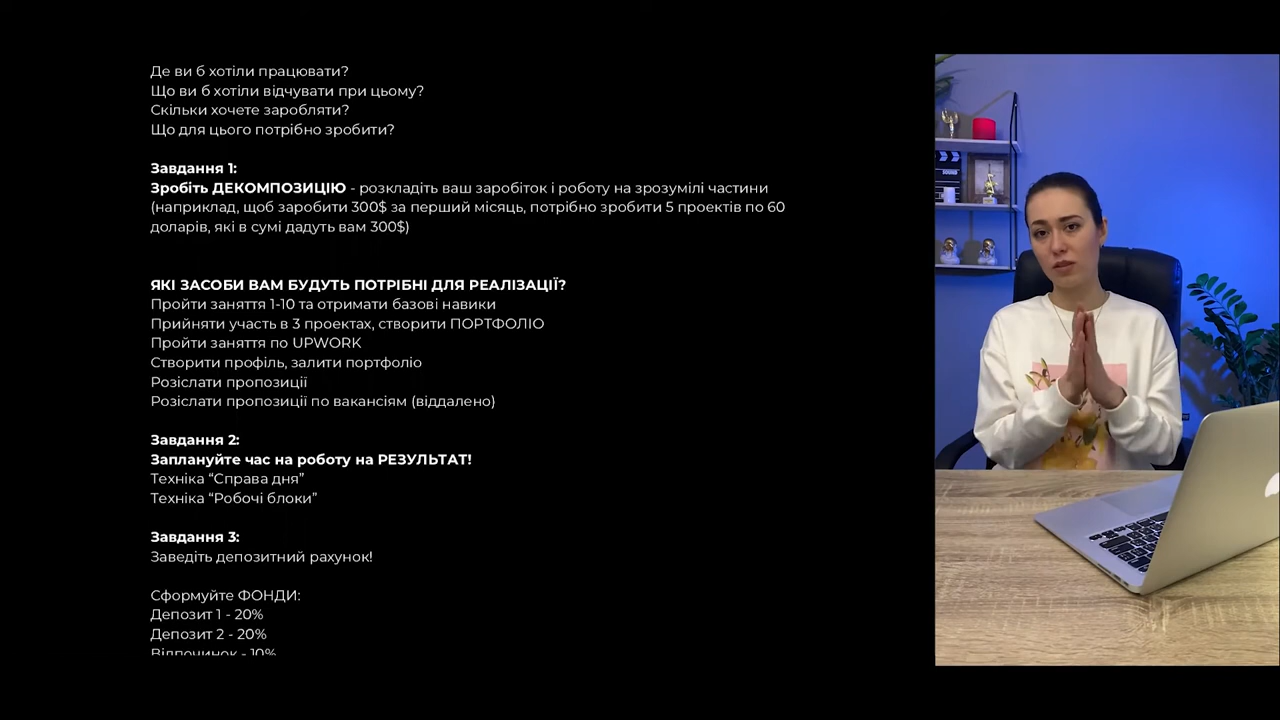 Де ви б хотіли працювати?
Що ви б хотіли відчувати при цьому?
Скільки хочете заробляти?
Що для цього потрібно зробити?
Завдання 1:
Зробіть ДЕКОМПОЗИЦІЮ - розкладіть ваш заробіток і роботу на зрозумілі частини
(наприклад, щоб заробити 300$ за перший місяць, потрібно зробити 5 проектів по 60
доларів, які в сумі дадуть вам 300$)
ЯКІ ЗАСОБИ ВАМ БУДУТЬ ПОТРІБНІ ДЛЯ РЕАЛІЗАЦІЇ?
Пройти заняття 1-10 та отримати базові навики
Прийняти участь в 3 проектах, створити ПОРТФОЛІО
Пройти заняття по UPWORK
Створити профіль, залити портфоліо
Розіслати пропозиції
Розіслати пропозиції по вакансіям (віддалено)
Завдання 2:
Заплануйте час на роботу на РЕЗУЛЬТАТ!
Техніка “Справа дня”
Техніка “Робочі блоки”
Завдання 3:
Заведіть депозитний рахунок!
Сформуйте ФОНДИ:
Депозит 1 - 20%
Депозит 2 - 20%
Відпочинок - 10%